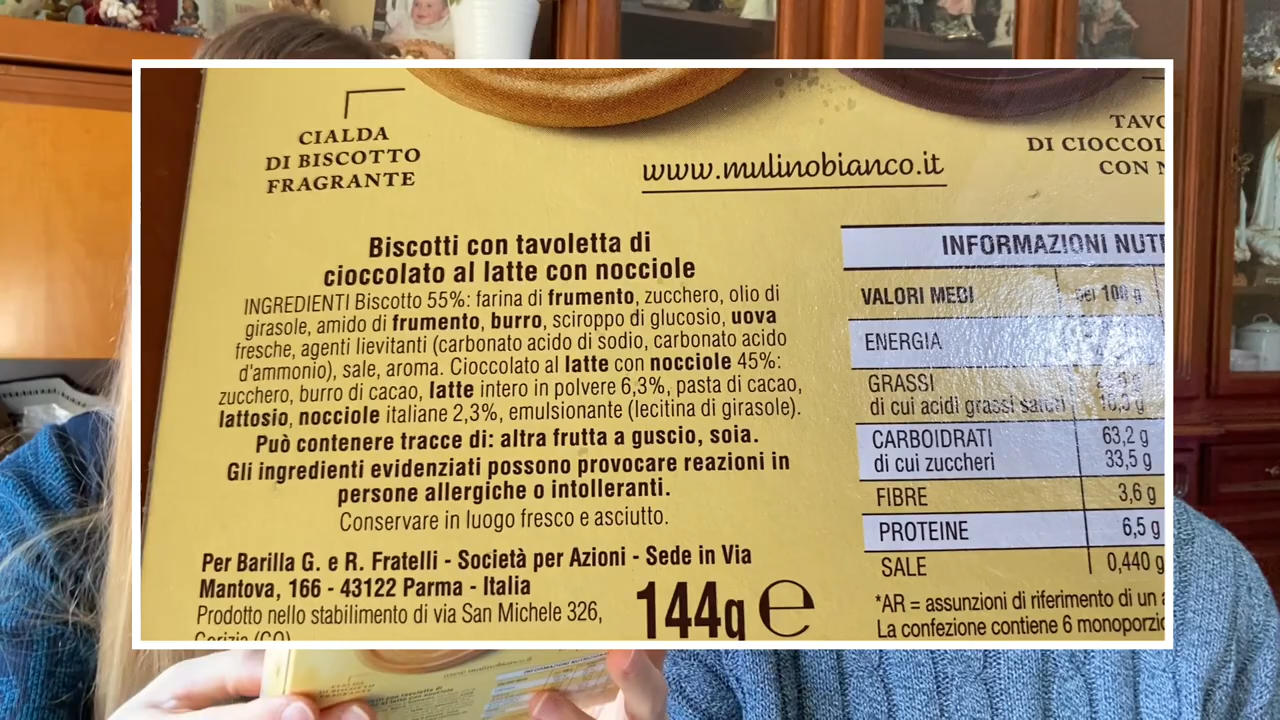 CIALDA
DI BISCOTTO
FRAGRANTE
www.mulinobianco.it
TAVO
DI CIOCCOL
CON N
Biscotti con tavoletta di
cioccolato al latte con nocciole
INGREDIENTI Biscotto 55%: farina di frumento, zucchero, olio di
girasole, amido di frumento, burro, sciroppo di glucosio, uova
fresche, agenti lievitanti (carbonato acido di sodio, carbonato acido
d'ammonio), sale, aroma. Cioccolato al latte con nocciole 45%:
zucchero, burro di cacao, latte intero in polvere 6,3%, pasta di cacao,
lattosio, nocciole italiane 2,3%, emulsionante (lecitina di girasole).
Può contenere tracce di: altra frutta a guscio, soia.
Gli ingredienti evidenziati possono provocare reazioni in
persone allergiche o intolleranti.
Conservare in luogo fresco e asciutto.
Per Barilla G. e R. Fratelli - Società per Azioni - Sede in Via
Mantova, 166 - 43122 Parma - Italia
Prodotto nello stabilimento di via San Michele 326,
Gorizia (GO)
144g e
INFORMAZIONI NUTR
VALORI MEDI per 100 g
ENERGIA
GRASSI
di cui acidi grassi saturi
CARBOIDRATI 63,2 g
di cui zuccheri 33,5 g
FIBRE 3,6 g
PROTEINE 6,5 g
SALE 0,440 g
*AR = assunzioni di riferimento di un a
La confezione contiene 6 monoporzio